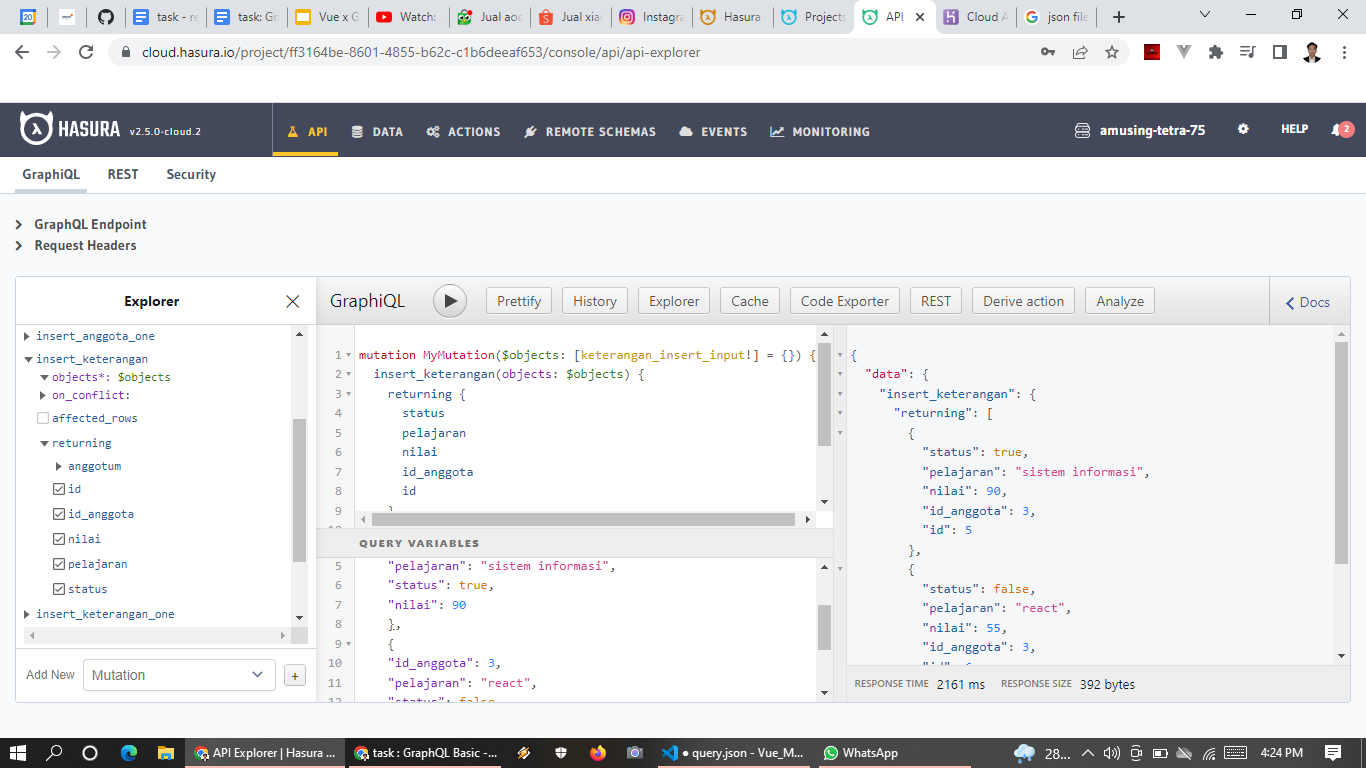 task - re
task: Gr
Vue x G
Watch:
Jual aoc
Jual xiao
Instagra
Hasura
Projects
API
Cloud A
json file
cloud.hasura.io/project/ff3164be-8601-4855-b62c-c1b6deeaf653/console/api/api-explorer
HASURA v2.5.0-cloud.2
API
DATA
ACTIONS
REMOTE SCHEMAS
EVENTS
MONITORING
amusing-tetra-75
HELP
2
GraphiQL
REST
Security
GraphQL Endpoint
Request Headers
Explorer
insert_anggota_one
insert_keterangan
objects*: $objects
on_conflict:
affected_rows
returning
anggotum
id
id_anggota
nilai
pelajaran
status
insert_keterangan_one
Add New Mutation +
GraphiQL
Prettify
History
Explorer
Cache
Code Exporter
REST
Derive action
Analyze
Docs
1 mutation MyMutation($objects: [keterangan_insert_input!] = {}) {
2 insert_keterangan(objects: $objects) {
3 returning {
4 status
5 pelajaran
6 nilai
7 id_anggota
8 id
9 }
10
QUERY VARIABLES
5 "pelajaran": "sistem informasi",
6 "status": true,
7 "nilai": 90
8 },
9 {
10 "id_anggota": 3,
11 "pelajaran": "react",
12 "status": false
{
"data": {
"insert_keterangan": {
"returning": [
{
"status": true,
"pelajaran": "sistem informasi",
"nilai": 90,
"id_anggota": 3,
"id": 5
},
{
"status": false,
"pelajaran": "react",
"nilai": 55,
"id_anggota": 3,
"id": 6
RESPONSE TIME 2161 ms RESPONSE SIZE 392 bytes
API Explorer | Hasura ...
task : GraphQL Basic -...
● query.json - Vue_M...
WhatsApp
28...
4:24 PM